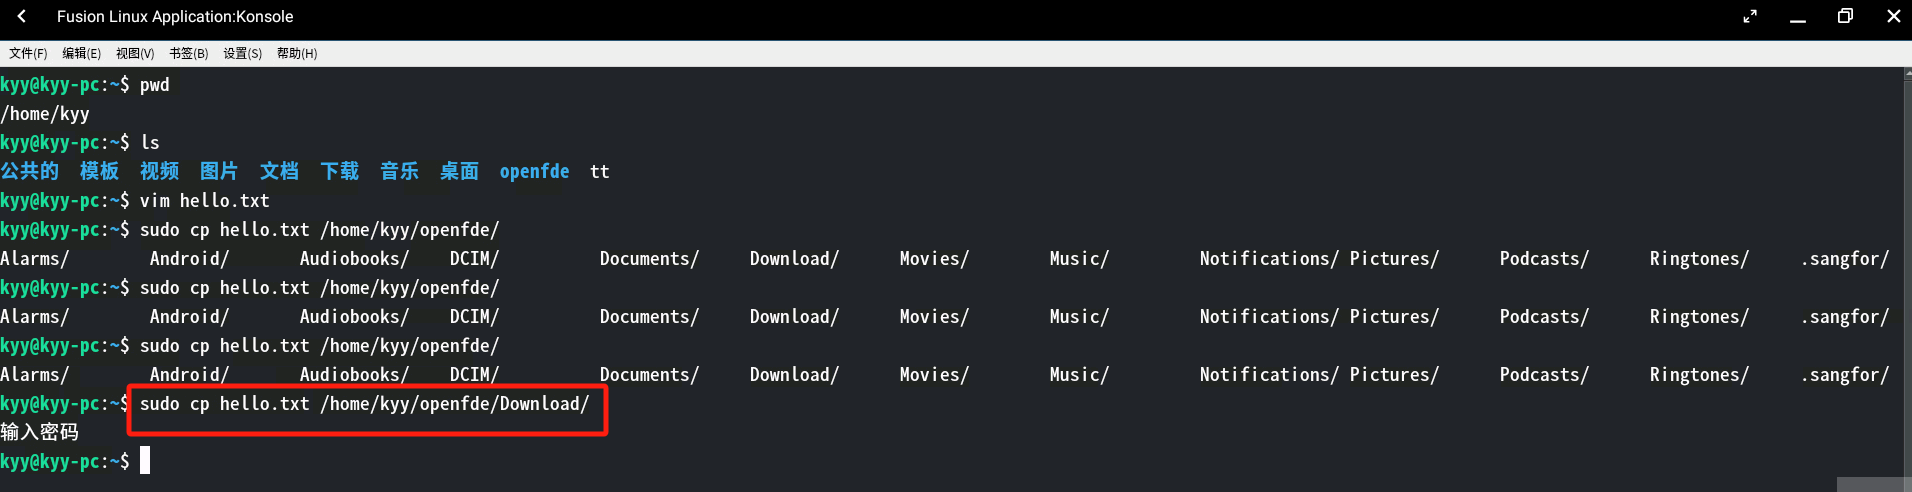 Fusion Linux Application:Konsole
文件(F) 编辑(E) 视图(V) 书签(B) 设置(S) 帮助(H)
kyy@kyy-pc:~$ pwd
/home/kyy
kyy@kyy-pc:~$ ls
公共的 模板 视频 图片 文档 下载 音乐 桌面 openfde tt
kyy@kyy-pc:~$ vim hello.txt
kyy@kyy-pc:~$ sudo cp hello.txt /home/kyy/openfde/
Alarms/ Android/ Audiobooks/ DCIM/ Documents/ Download/ Movies/ Music/ Notifications/ Pictures/ Podcasts/ Ringtones/ .sangfor/
kyy@kyy-pc:~$ sudo cp hello.txt /home/kyy/openfde/
Alarms/ Android/ Audiobooks/ DCIM/ Documents/ Download/ Movies/ Music/ Notifications/ Pictures/ Podcasts/ Ringtones/ .sangfor/
kyy@kyy-pc:~$ sudo cp hello.txt /home/kyy/openfde/
Alarms/ Android/ Audiobooks/ DCIM/ Documents/ Download/ Movies/ Music/ Notifications/ Pictures/ Podcasts/ Ringtones/ .sangfor/
kyy@kyy-pc:~$ sudo cp hello.txt /home/kyy/openfde/Download/
输入密码
kyy@kyy-pc:~$